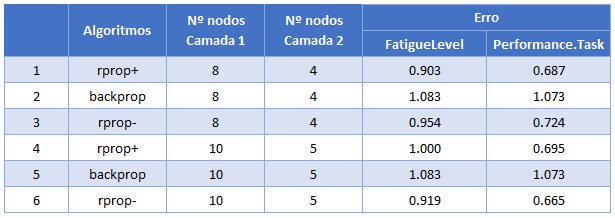 Algoritmos Nº nodos Camada 1 Nº nodos Camada 2 Erro
FatigueLevel Performance.Task
1 rprop+ 8 4 0.903 0.687
2 backprop 8 4 1.083 1.073
3 rprop- 8 4 0.954 0.724
4 rprop+ 10 5 1.000 0.695
5 backprop 10 5 1.083 1.073
6 rprop- 10 5 0.919 0.665